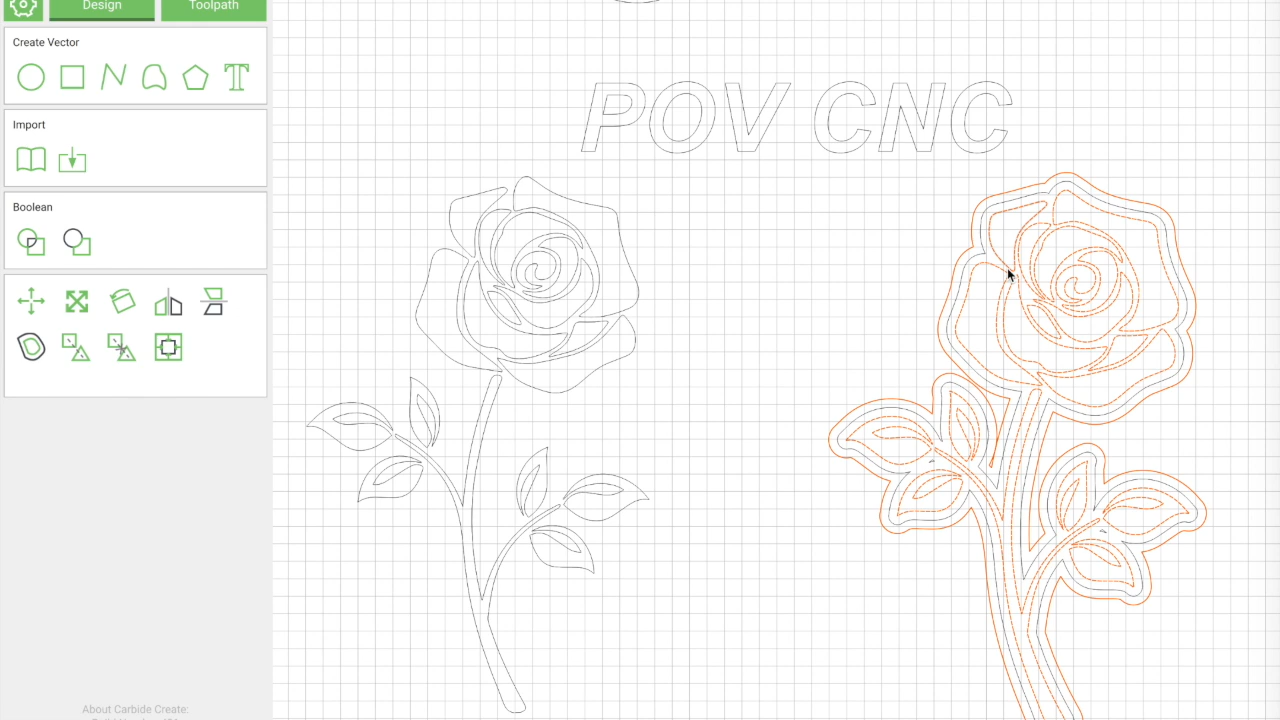 Design
Toolpath
Create Vector
Import
Boolean
POV CNC
About Carbide Create: